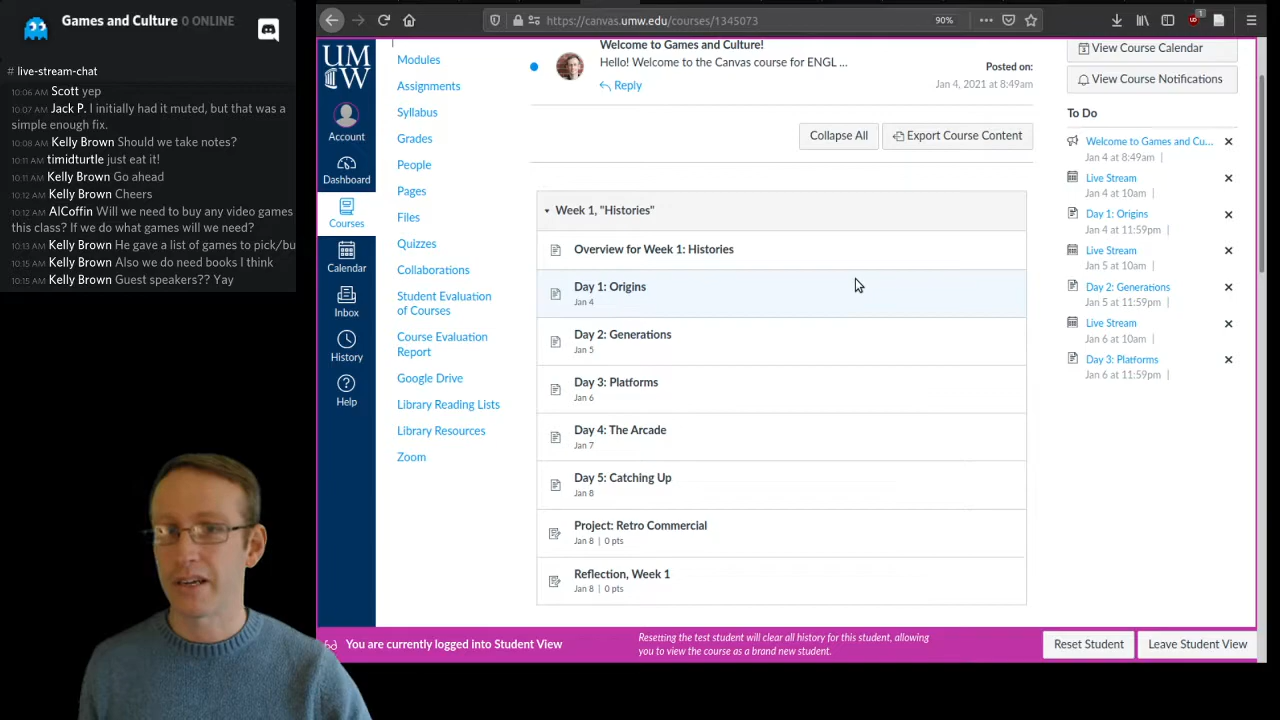 Games and Culture 0 ONLINE
# live-stream-chat
10:06 AM Scott yep
10:07 AM Jack P. I initially had it muted, but that was a
simple enough fix.
10:08 AM Kelly Brown Should we take notes?
10:11 AM timidturtle just eat it!
10:11 AM Kelly Brown Go ahead
10:12 AM Kelly Brown Cheers
10:12 AM AlCoffin Will we need to buy any video games
this class? If we do what games will we need?
10:13 AM Kelly Brown He gave a list of games to pick/bu
10:15 AM Kelly Brown Also we do need books I think
10:15 AM Kelly Brown Guest speakers?? Yay
https://canvas.umw.edu/courses/1345073
90%
1
UMW
Account
Dashboard
Courses
Calendar
Inbox
History
Help
Modules
Assignments
Syllabus
Grades
People
Pages
Files
Quizzes
Collaborations
Student Evaluation
of Courses
Course Evaluation
Report
Google Drive
Library Reading Lists
Library Resources
Zoom
Welcome to Games and Culture!
Hello! Welcome to the Canvas course for ENGL ...
Reply
Posted on:
Jan 4, 2021 at 8:49am
Collapse All
Export Course Content
Week 1, "Histories"
Overview for Week 1: Histories
Day 1: Origins
Jan 4
Day 2: Generations
Jan 5
Day 3: Platforms
Jan 6
Day 4: The Arcade
Jan 7
Day 5: Catching Up
Jan 8
Project: Retro Commercial
Jan 8 | 0 pts
Reflection, Week 1
Jan 8 | 0 pts
View Course Calendar
View Course Notifications
To Do
Welcome to Games and Cu...
Jan 4 at 8:49am |
Live Stream
Jan 4 at 10am |
Day 1: Origins
Jan 4 at 11:59pm |
Live Stream
Jan 5 at 10am |
Day 2: Generations
Jan 5 at 11:59pm |
Live Stream
Jan 6 at 10am |
Day 3: Platforms
Jan 6 at 11:59pm |
You are currently logged into Student View
Resetting the test student will clear all history for this student, allowing
you to view the course as a brand new student.
Reset Student
Leave Student View